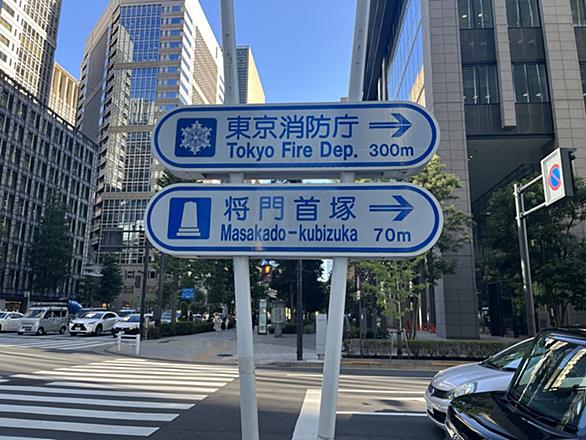 東京消防庁 →
Tokyo Fire Dep. 300m
将門首塚 →
Masakado-kubizuka 70m